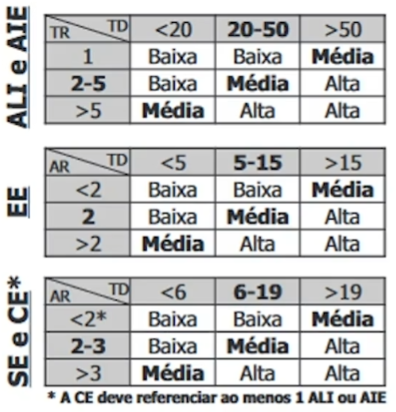 ALI e AIE
TR TD <20 20-50 >50
1 Baixa Baixa Média
2-5 Baixa Média Alta
>5 Média Alta Alta
EE
AR TD <5 5-15 >15
<2 Baixa Baixa Média
2 Baixa Média Alta
>2 Média Alta Alta
SE e CE*
AR TD <6 6-19 >19
<2* Baixa Baixa Média
2-3 Baixa Média Alta
>3 Média Alta Alta
* A CE deve referenciar ao menos 1 ALI ou AIE